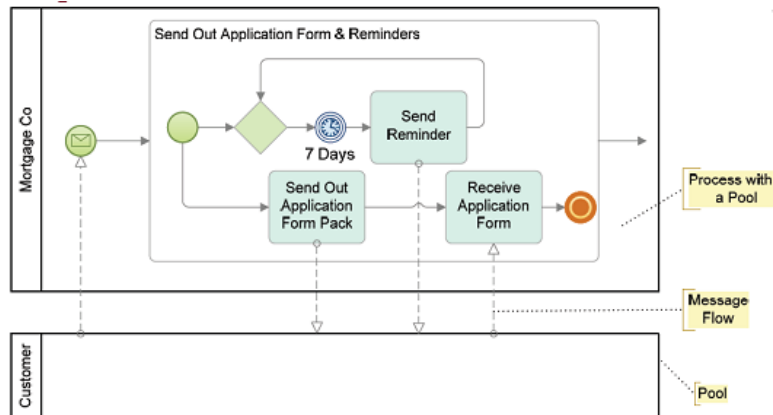 Mortgage Co
Send Out Application Form & Reminders
7 Days
Send
Reminder
Send Out
Application
Form Pack
Receive
Application
Form
Process with
a Pool
Message
Flow
Customer
Pool